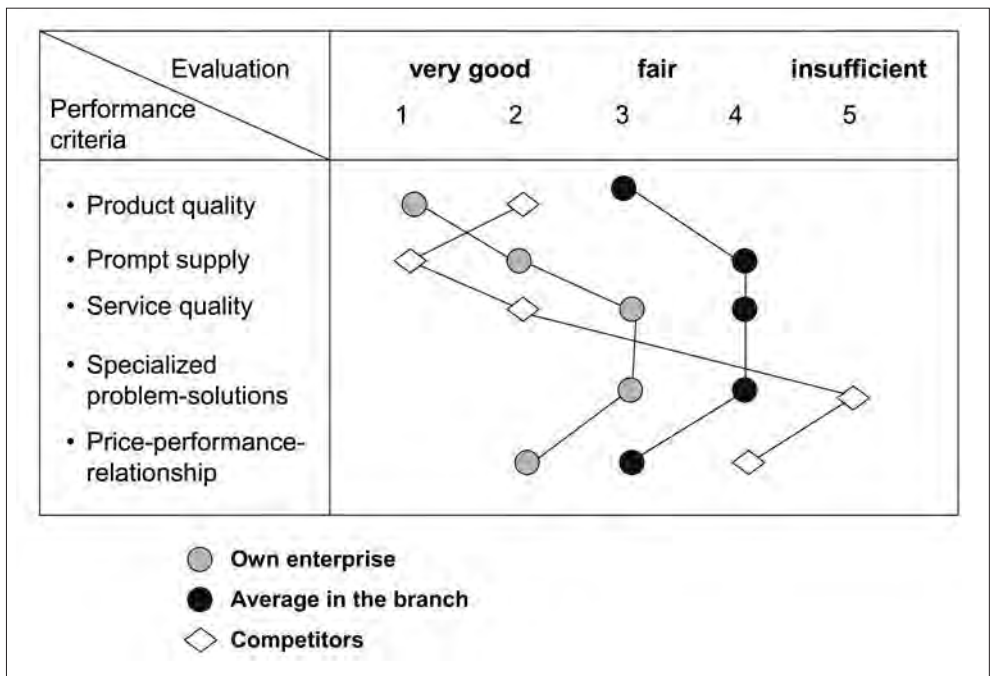 Evaluation
very good fair insufficient
Performance
criteria
1 2 3 4 5
• Product quality
• Prompt supply
• Service quality
• Specialized
problem-solutions
• Price-performance-
relationship
Own enterprise
Average in the branch
Competitors